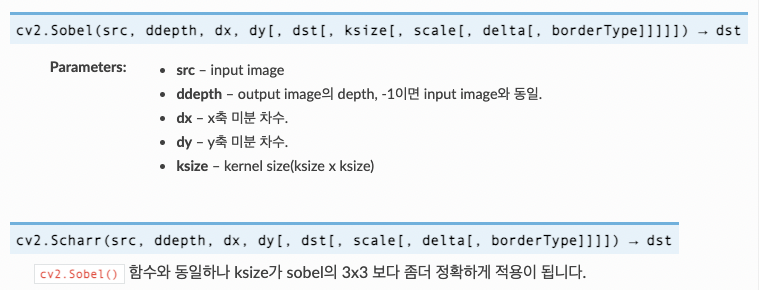 cv2.Sobel(src, ddepth, dx, dy[, dst[, ksize[, scale[, delta[, borderType]]]]]) → dst
Parameters:
• src – input image
• ddepth – output image의 depth, -1이면 input image와 동일.
• dx – x축 미분 차수.
• dy – y축 미분 차수.
• ksize – kernel size(ksize x ksize)
cv2.Scharr(src, ddepth, dx, dy[, dst[, scale[, delta[, borderType]]]]) → dst
cv2.Sobel() 함수와 동일하나 ksize가 sobel의 3x3 보다 좀더 정확하게 적용이 됩니다.